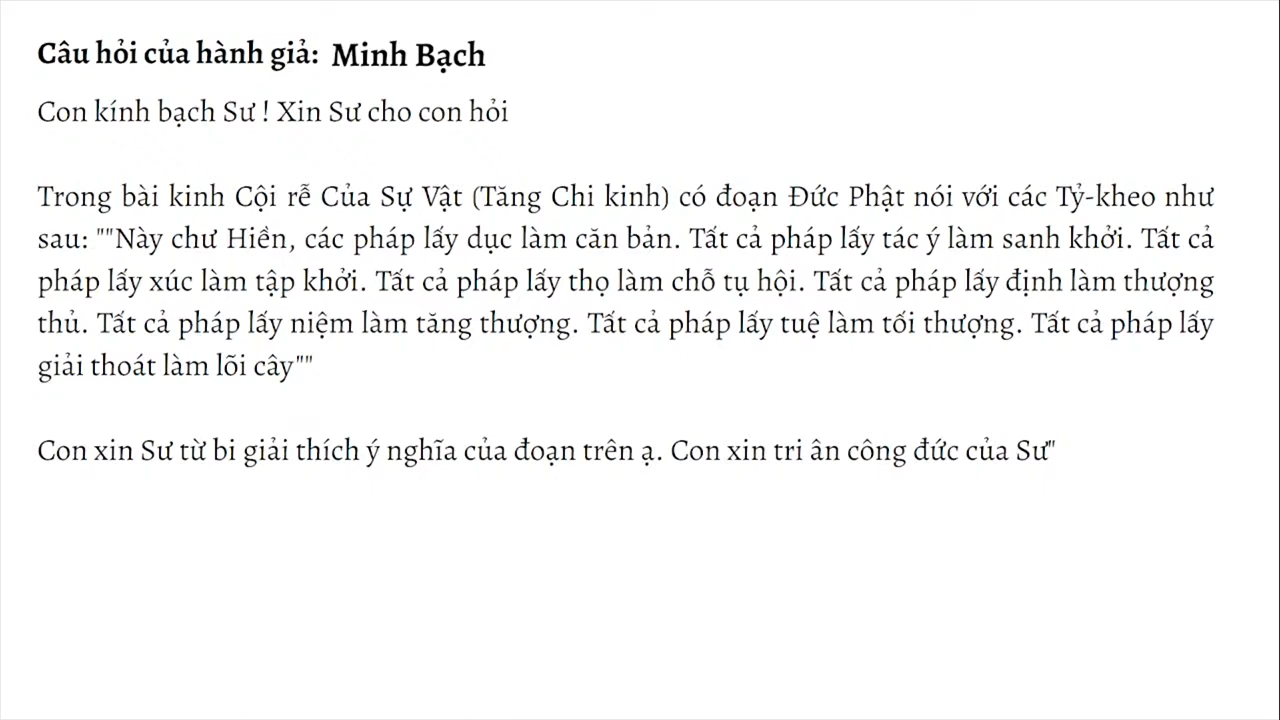 Câu hỏi của hành giả: Minh Bạch
Con kính bạch Sư ! Xin Sư cho con hỏi
Trong bài kinh Cội rễ Của Sự Vật (Tăng Chi kinh) có đoạn Đức Phật nói với các Tỷ-kheo như
sau: ""Này chư Hiền, các pháp lấy dục làm căn bản. Tất cả pháp lấy tác ý làm sanh khởi. Tất cả
pháp lấy xúc làm tập khởi. Tất cả pháp lấy thọ làm chỗ tụ hội. Tất cả pháp lấy định làm thượng
thủ. Tất cả pháp lấy niệm làm tăng thượng. Tất cả pháp lấy tuệ làm tối thượng. Tất cả pháp lấy
giải thoát làm lõi cây""
Con xin Sư từ bi giải thích ý nghĩa của đoạn trên ạ. Con xin tri ân công đức của Sư"